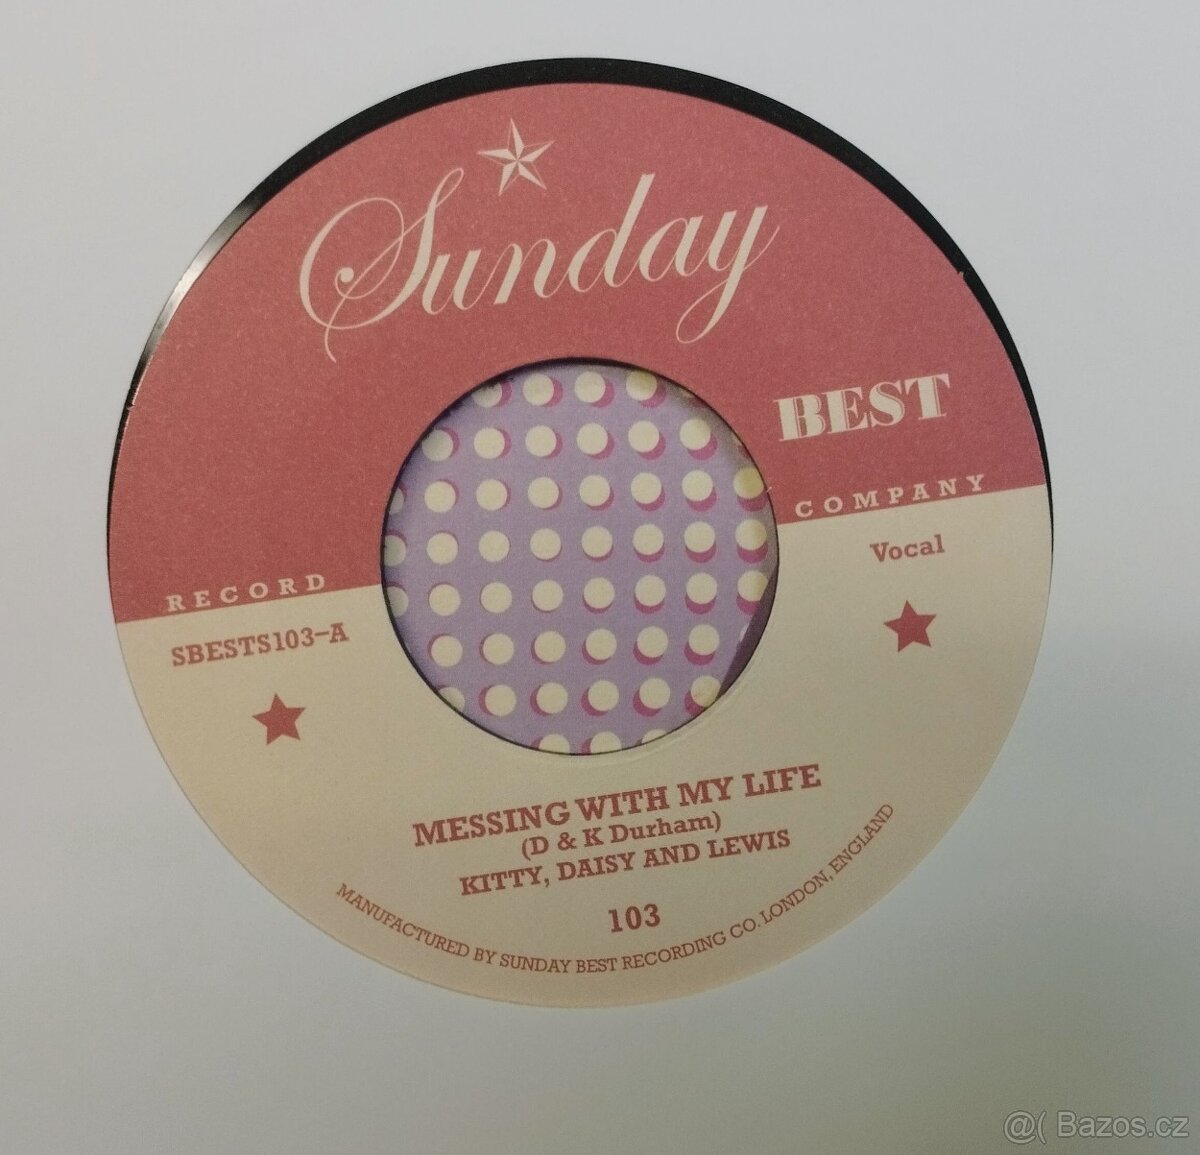 Sunday
BEST
RECORD COMPANY
SBESTS103-A
Vocal
MESSING WITH MY LIFE
(D & K Durham)
KITTY, DAISY AND LEWIS
103
MANUFACTURED BY SUNDAY BEST RECORDING CO. LONDON, ENGLAND
@( Bazos.cz